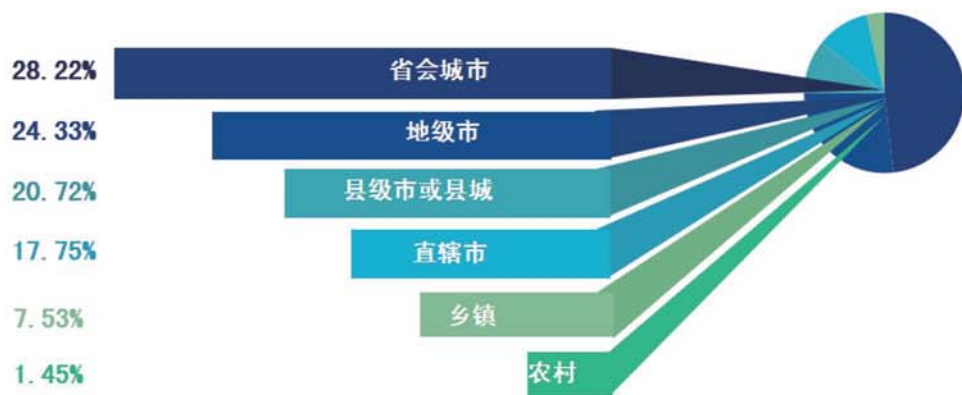 28.22% 省会城市
24.33% 地级市
20.72% 县级市或县城
17.75% 直辖市
7.53% 乡镇
1.45% 农村